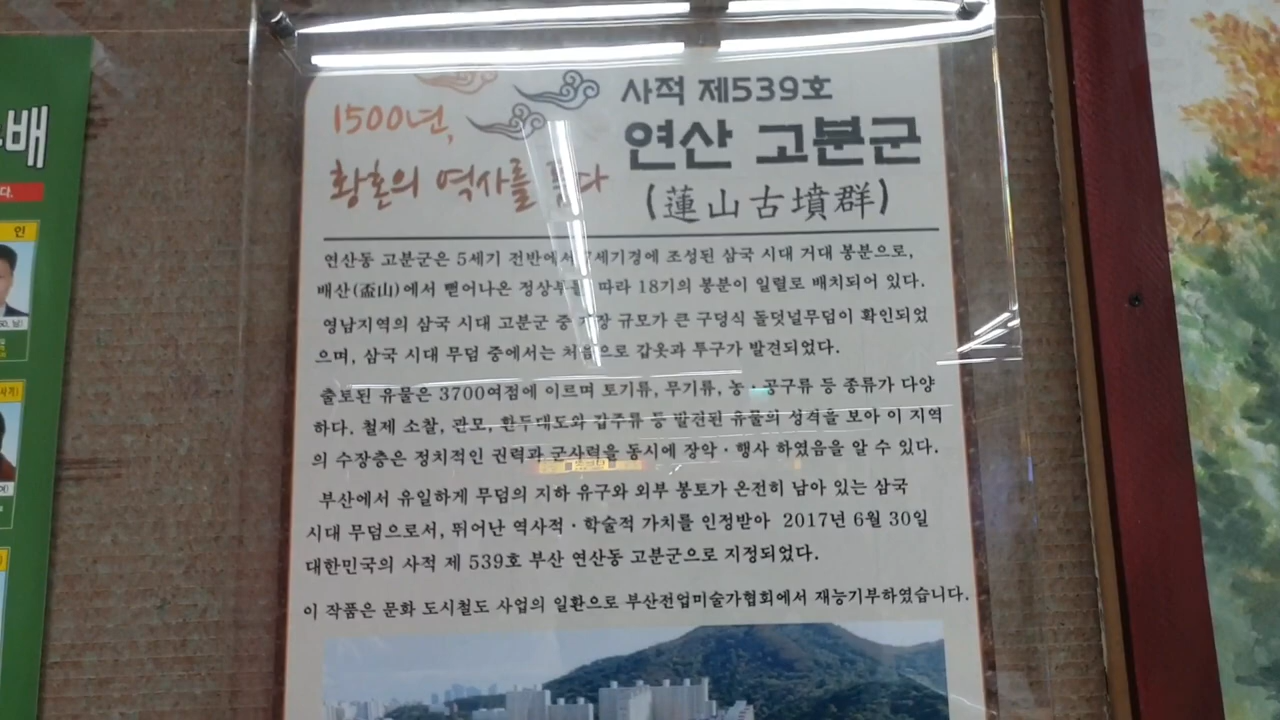 배
다.
인
50, 남)
사기)
1500년,
황혼의 역사를
사적 제539호
연산 고분군
(蓮山古墳群)
연산동 고분군은 5세기 전반에서 7세기경에 조성된 삼국 시대 거대 봉분으로,
배산(盃山)에서 뻗어나온 정상부를 따라 18기의 봉분이 일렬로 배치되어 있다.
영남지역의 삼국 시대 고분군 중 가장 규모가 큰 구덩식 돌덧널무덤이 확인되었
으며, 삼국 시대 무덤 중에서는 처음으로 갑옷과 투구가 발견되었다.
출토된 유물은 3700여점에 이르며 토기류, 무기류, 농·공구류 등 종류가 다양
하다. 철제 소찰, 관모, 환두대도와 갑주류 등 발견된 유물의 성격을 보아 이 지역
의 수장층은 정치적인 권력과 군사력을 동시에 장악·행사 하였음을 알 수 있다.
부산에서 유일하게 무덤의 지하 유구와 외부 봉토가 온전히 남아 있는 삼국
시대 무덤으로서, 뛰어난 역사적·학술적 가치를 인정받아 2017년 6월 30일
대한민국의 사적 제 539호 부산 연산동 고분군으로 지정되었다.
이 작품은 문화 도시철도 사업의 일환으로 부산전업미술가협회에서 재능기부하였습니다.